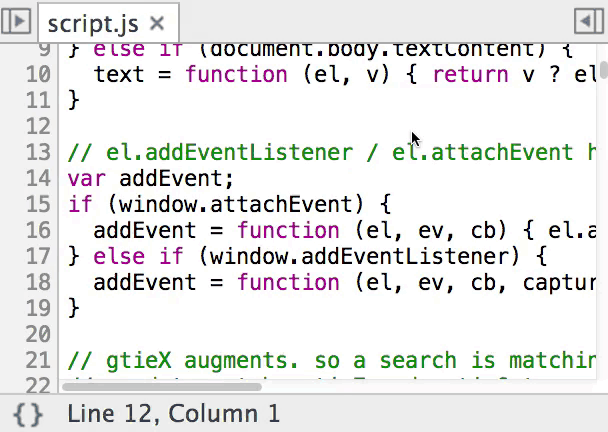 script.js ×
9 } else if (document.body.textContent) {
10 text = function (el, v) { return v ? el
11 }
12
13 // el.addEventListener / el.attachEvent h
14 var addEvent;
15 if (window.attachEvent) {
16 addEvent = function (el, ev, cb) { el.a
17 } else if (window.addEventListener) {
18 addEvent = function (el, ev, cb, captur
19 }
20
21 // gtieX augments. so a search is matchin
22
{} Line 12, Column 1